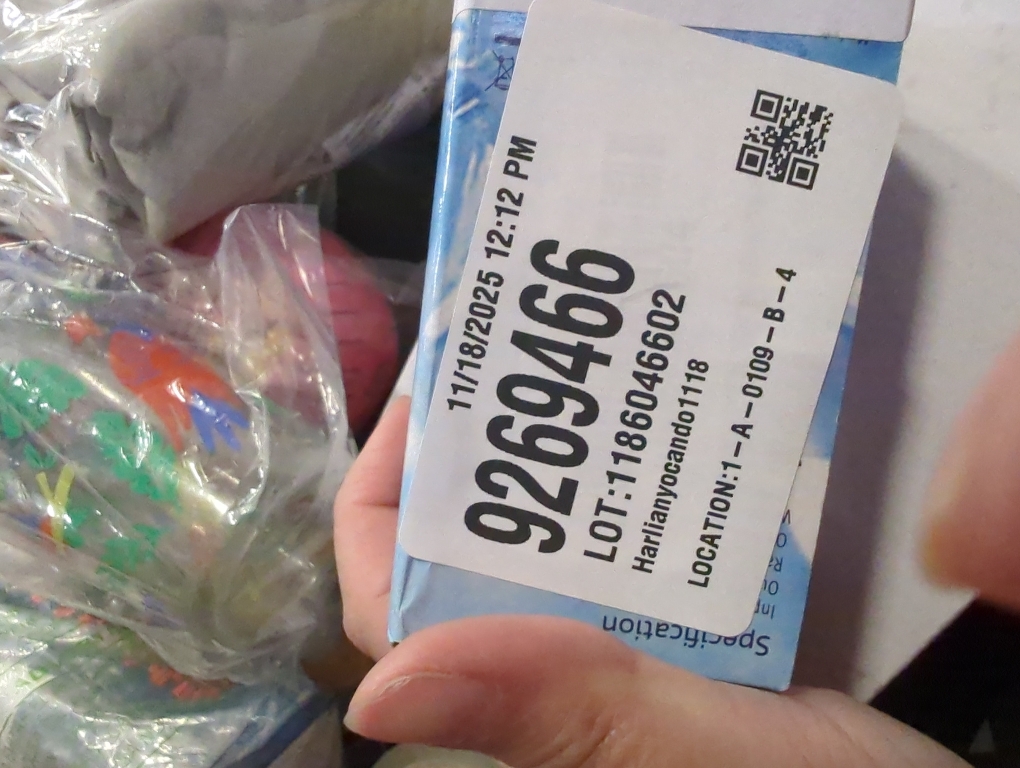 11/18/2025 12:12 PM
9269466
LOT:1186046602
Harlianyocando1118
LOCATION:1-A-0109-B-4
Specification